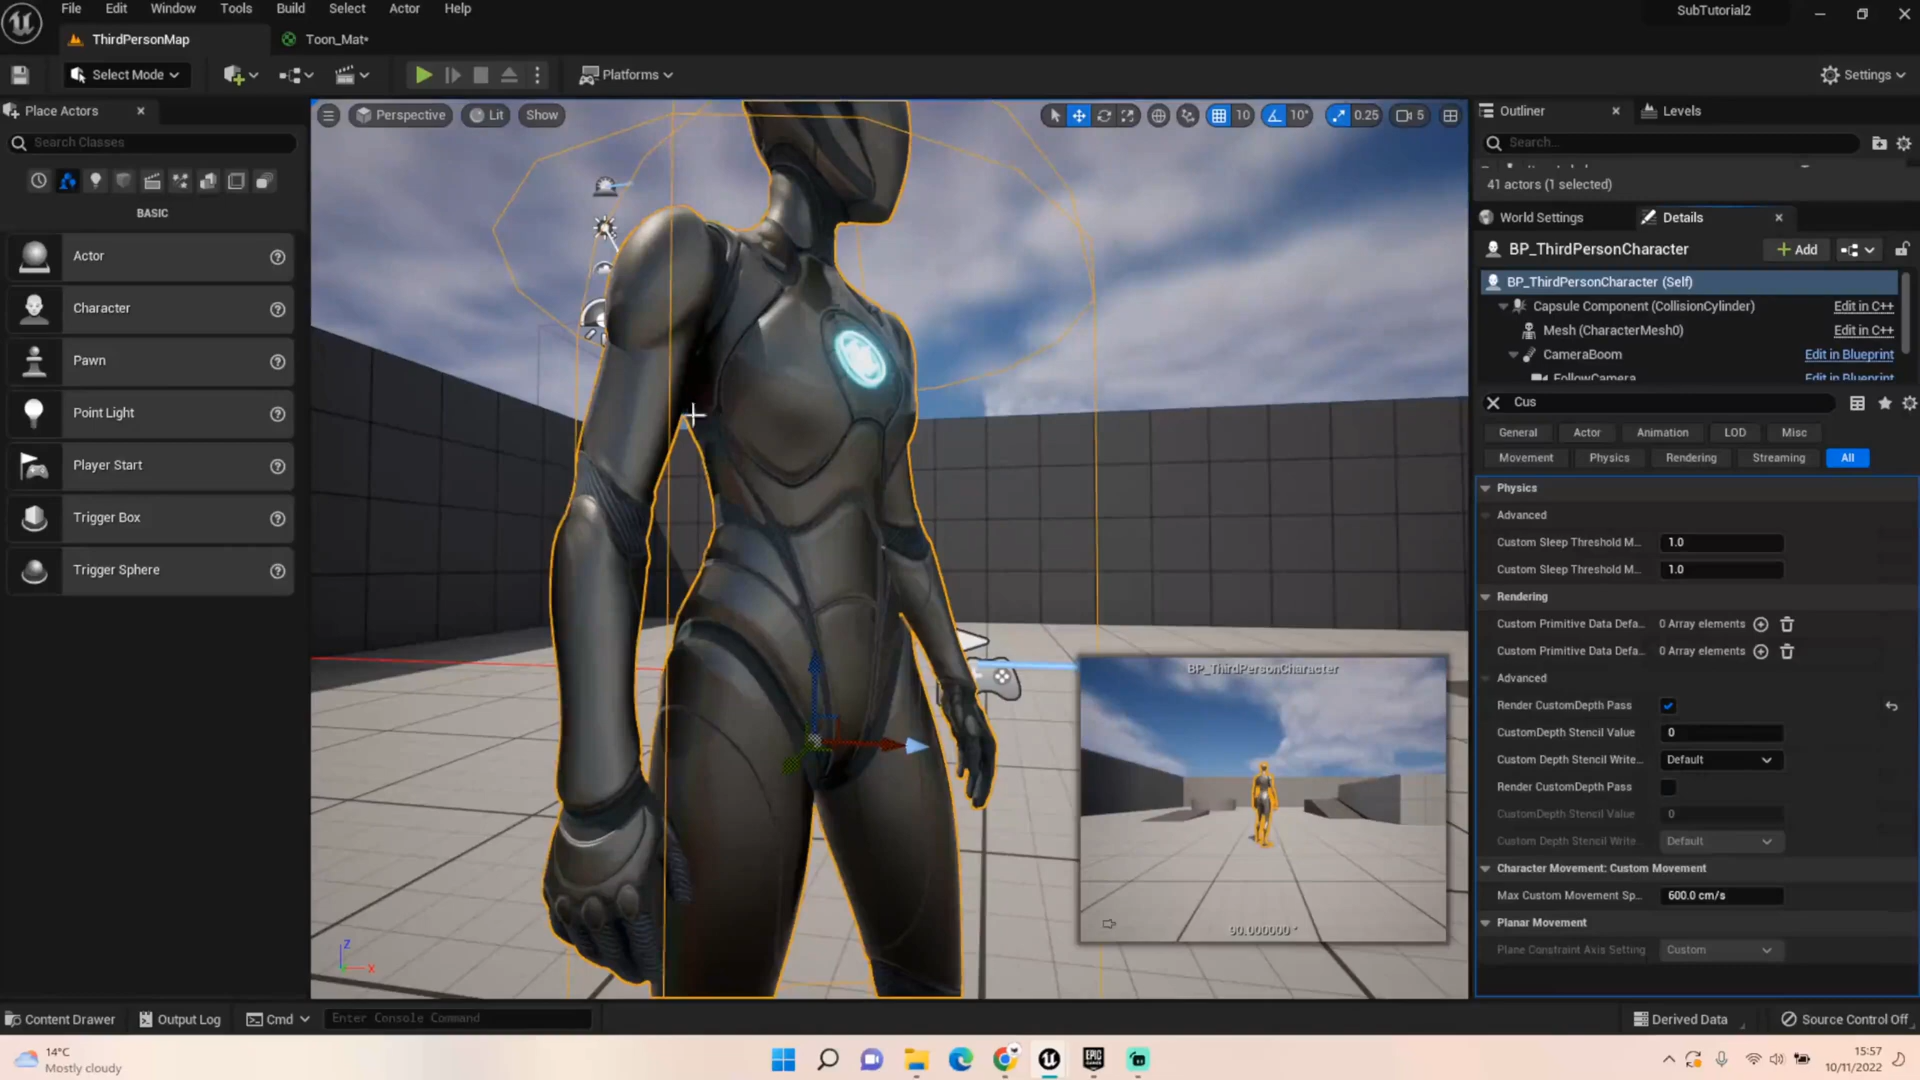 File Edit Window Tools Build Select Actor Help
SubTutorial2
ThirdPersonMap
Toon_Mat*
Select Mode
Platforms
Settings
Place Actors
Search Classes
BASIC
Actor
Character
Pawn
Point Light
Player Start
Trigger Box
Trigger Sphere
Perspective
Lit
Show
10
10°
0.25
5
BP_ThirdPersonCharacter
90.000000 °
Z
X
Outliner
Levels
Search...
41 actors (1 selected)
World Settings
Details
BP_ThirdPersonCharacter
Add
BP_ThirdPersonCharacter (Self)
Capsule Component (CollisionCylinder) Edit in C++
Mesh (CharacterMesh0) Edit in C++
CameraBoom Edit in Blueprint
FollowCamera Edit in Blueprint
Cus
General Actor Animation LOD Misc
Movement Physics Rendering Streaming All
Physics
Advanced
Custom Sleep Threshold M... 1.0
Custom Sleep Threshold M... 1.0
Rendering
Custom Primitive Data Defa... 0 Array elements
Custom Primitive Data Defa... 0 Array elements
Advanced
Render CustomDepth Pass
CustomDepth Stencil Value 0
Custom Depth Stencil Write... Default
Render CustomDepth Pass
CustomDepth Stencil Value 0
Custom Depth Stencil Write... Default
Character Movement: Custom Movement
Max Custom Movement Sp... 600.0 cm/s
Planar Movement
Plane Constraint Axis Setting Custom
Content Drawer
Output Log
Cmd
Enter Console Command
Derived Data
Source Control Off
14°C
Mostly cloudy
EPIC
15:57
10/11/2022